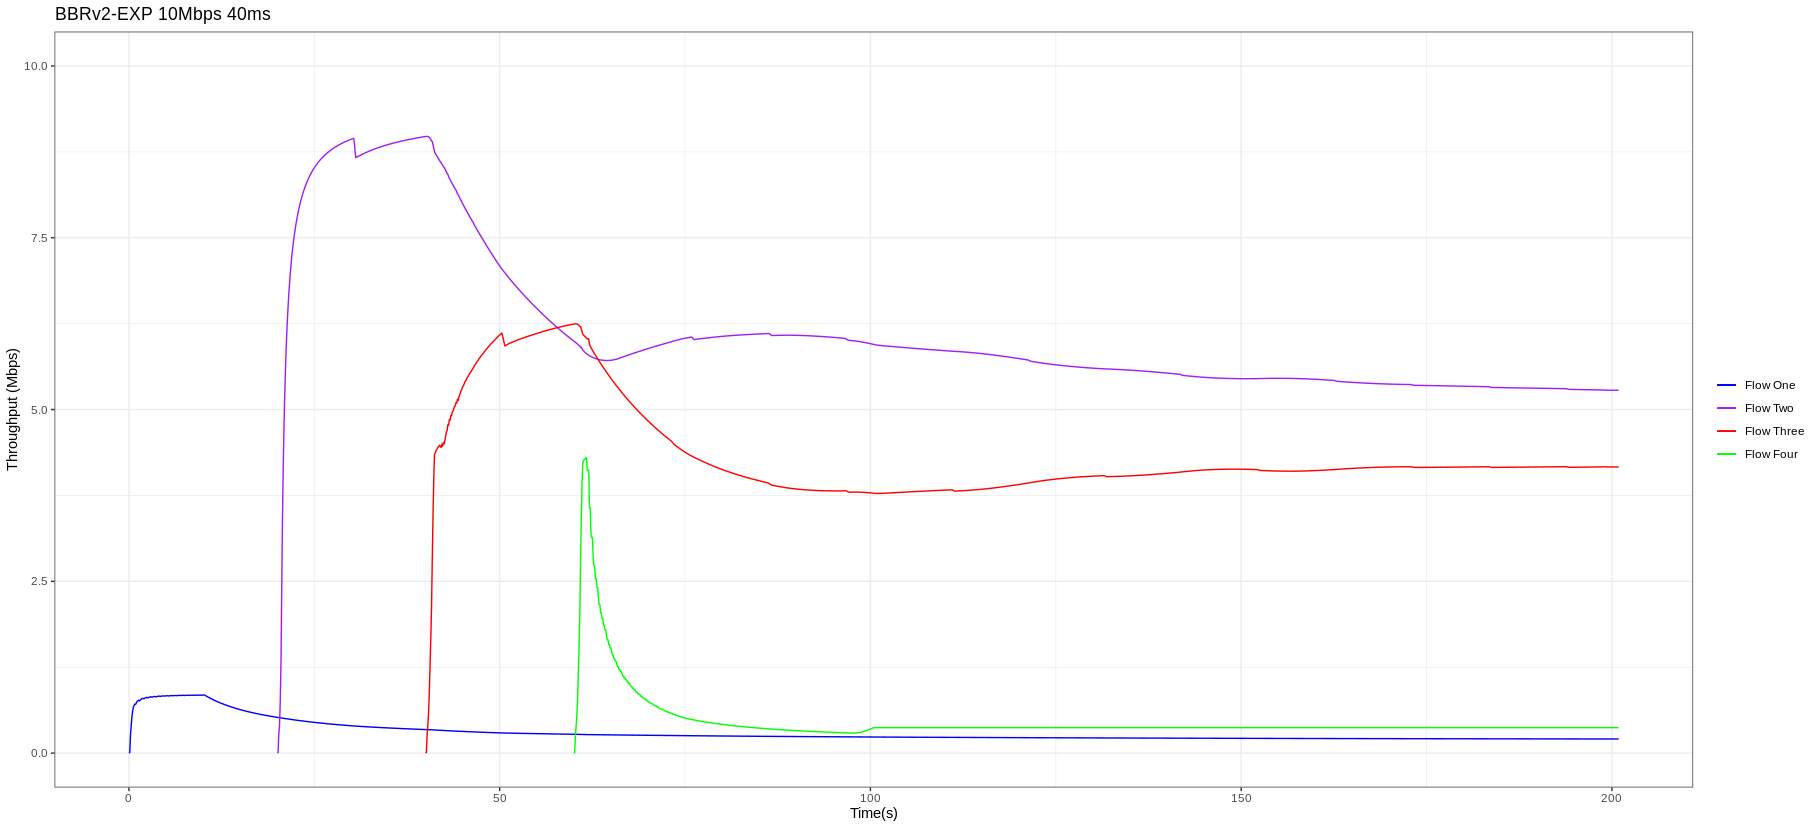 BBRv2-EXP 10Mbps 40ms
Throughput (Mbps)
10.0
7.5
5.0
2.5
0.0
0 50 100 150 200
Time(s)
Flow One
Flow Two
Flow Three
Flow Four